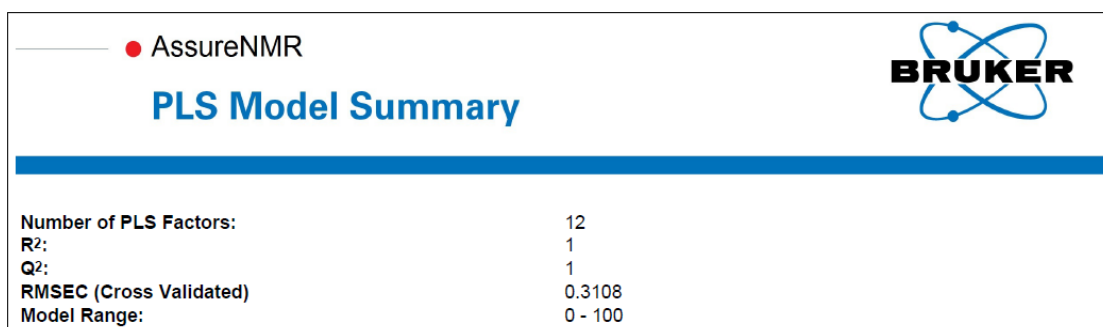 AssureNMR
BRUKER
PLS Model Summary
Number of PLS Factors: 12
R²: 1
Q²: 1
RMSEC (Cross Validated) 0.3108
Model Range: 0 - 100